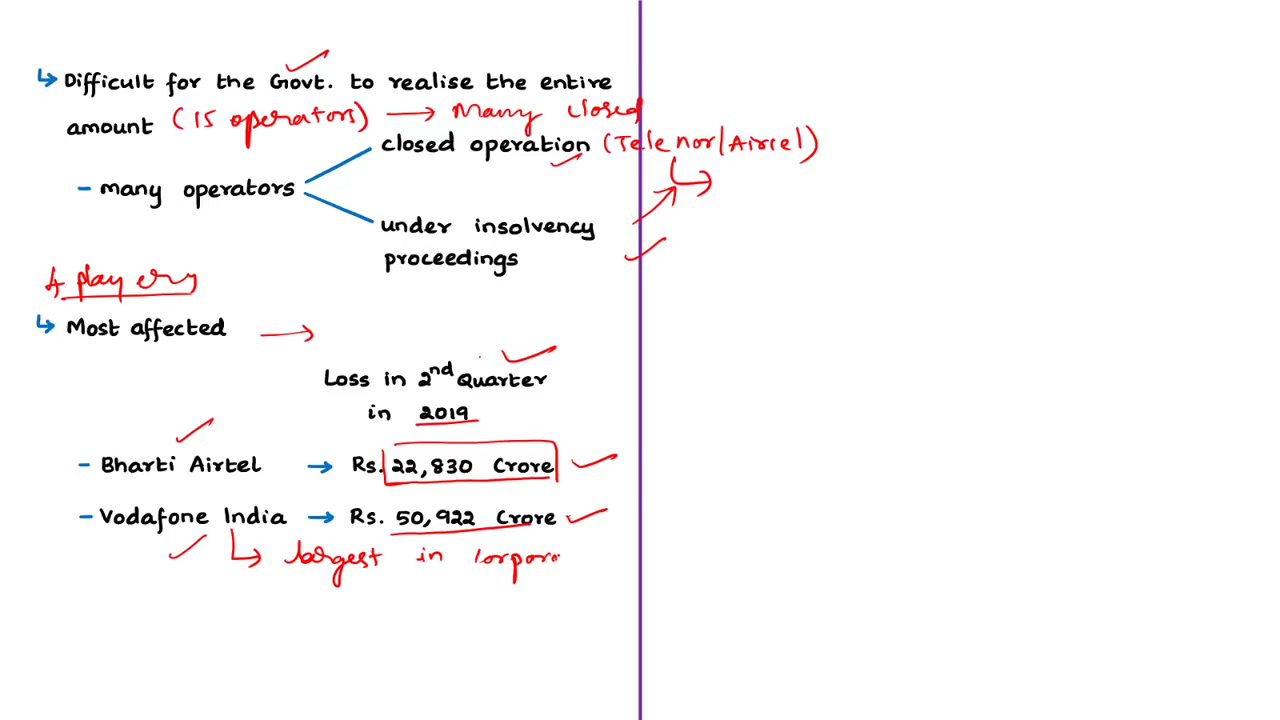 ↳ Difficult for the Govt. to realise the entire
amount (15 operators) → Many closed
closed operation (Telenor/Aircel)
- many operators
under insolvency
proceedings
4 players
↳ Most affected →
Loss in 2nd Quarter
in 2019
- Bharti Airtel → Rs. 22,830 Crore
- Vodafone India → Rs. 50,922 Crore
↳ largest in corpora